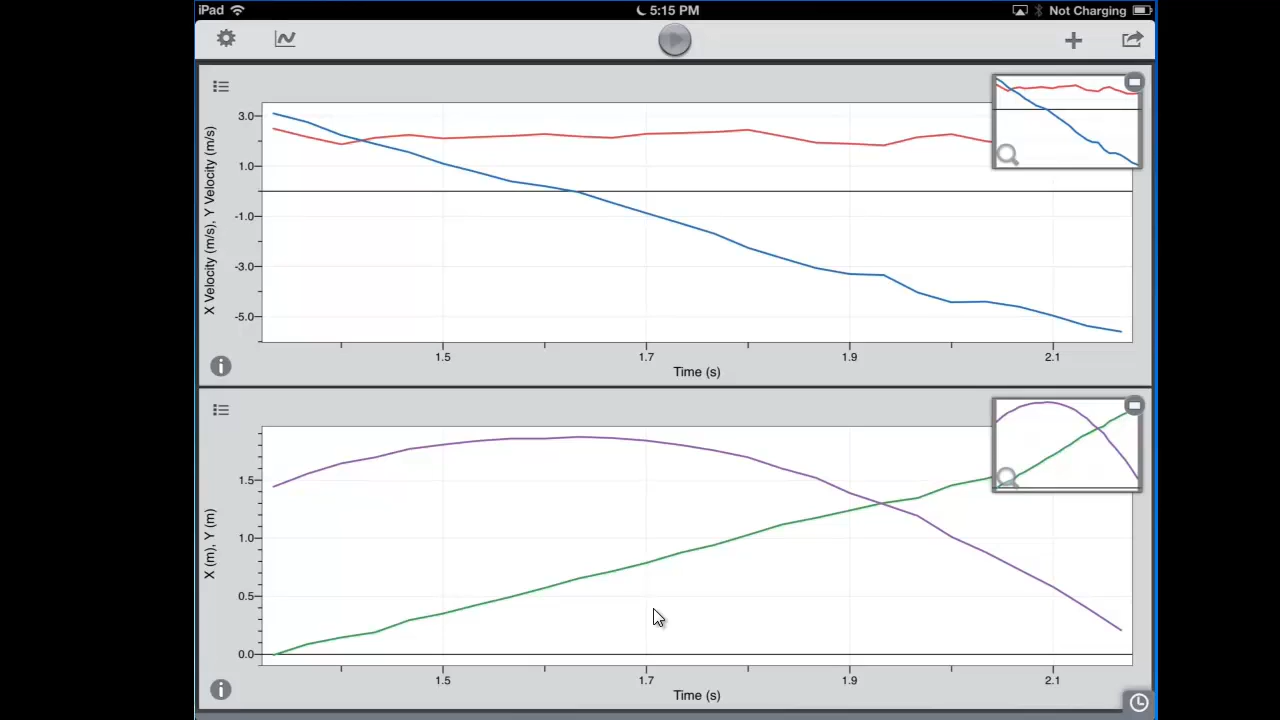 iPad 5:15 PM Not Charging
X Velocity (m/s), Y Velocity (m/s)
3.0
1.0
-1.0
-3.0
-5.0
1.5 1.7 1.9 2.1
Time (s)
X (m), Y (m)
1.5
1.0
0.5
0.0
1.5 1.7 1.9 2.1
Time (s)